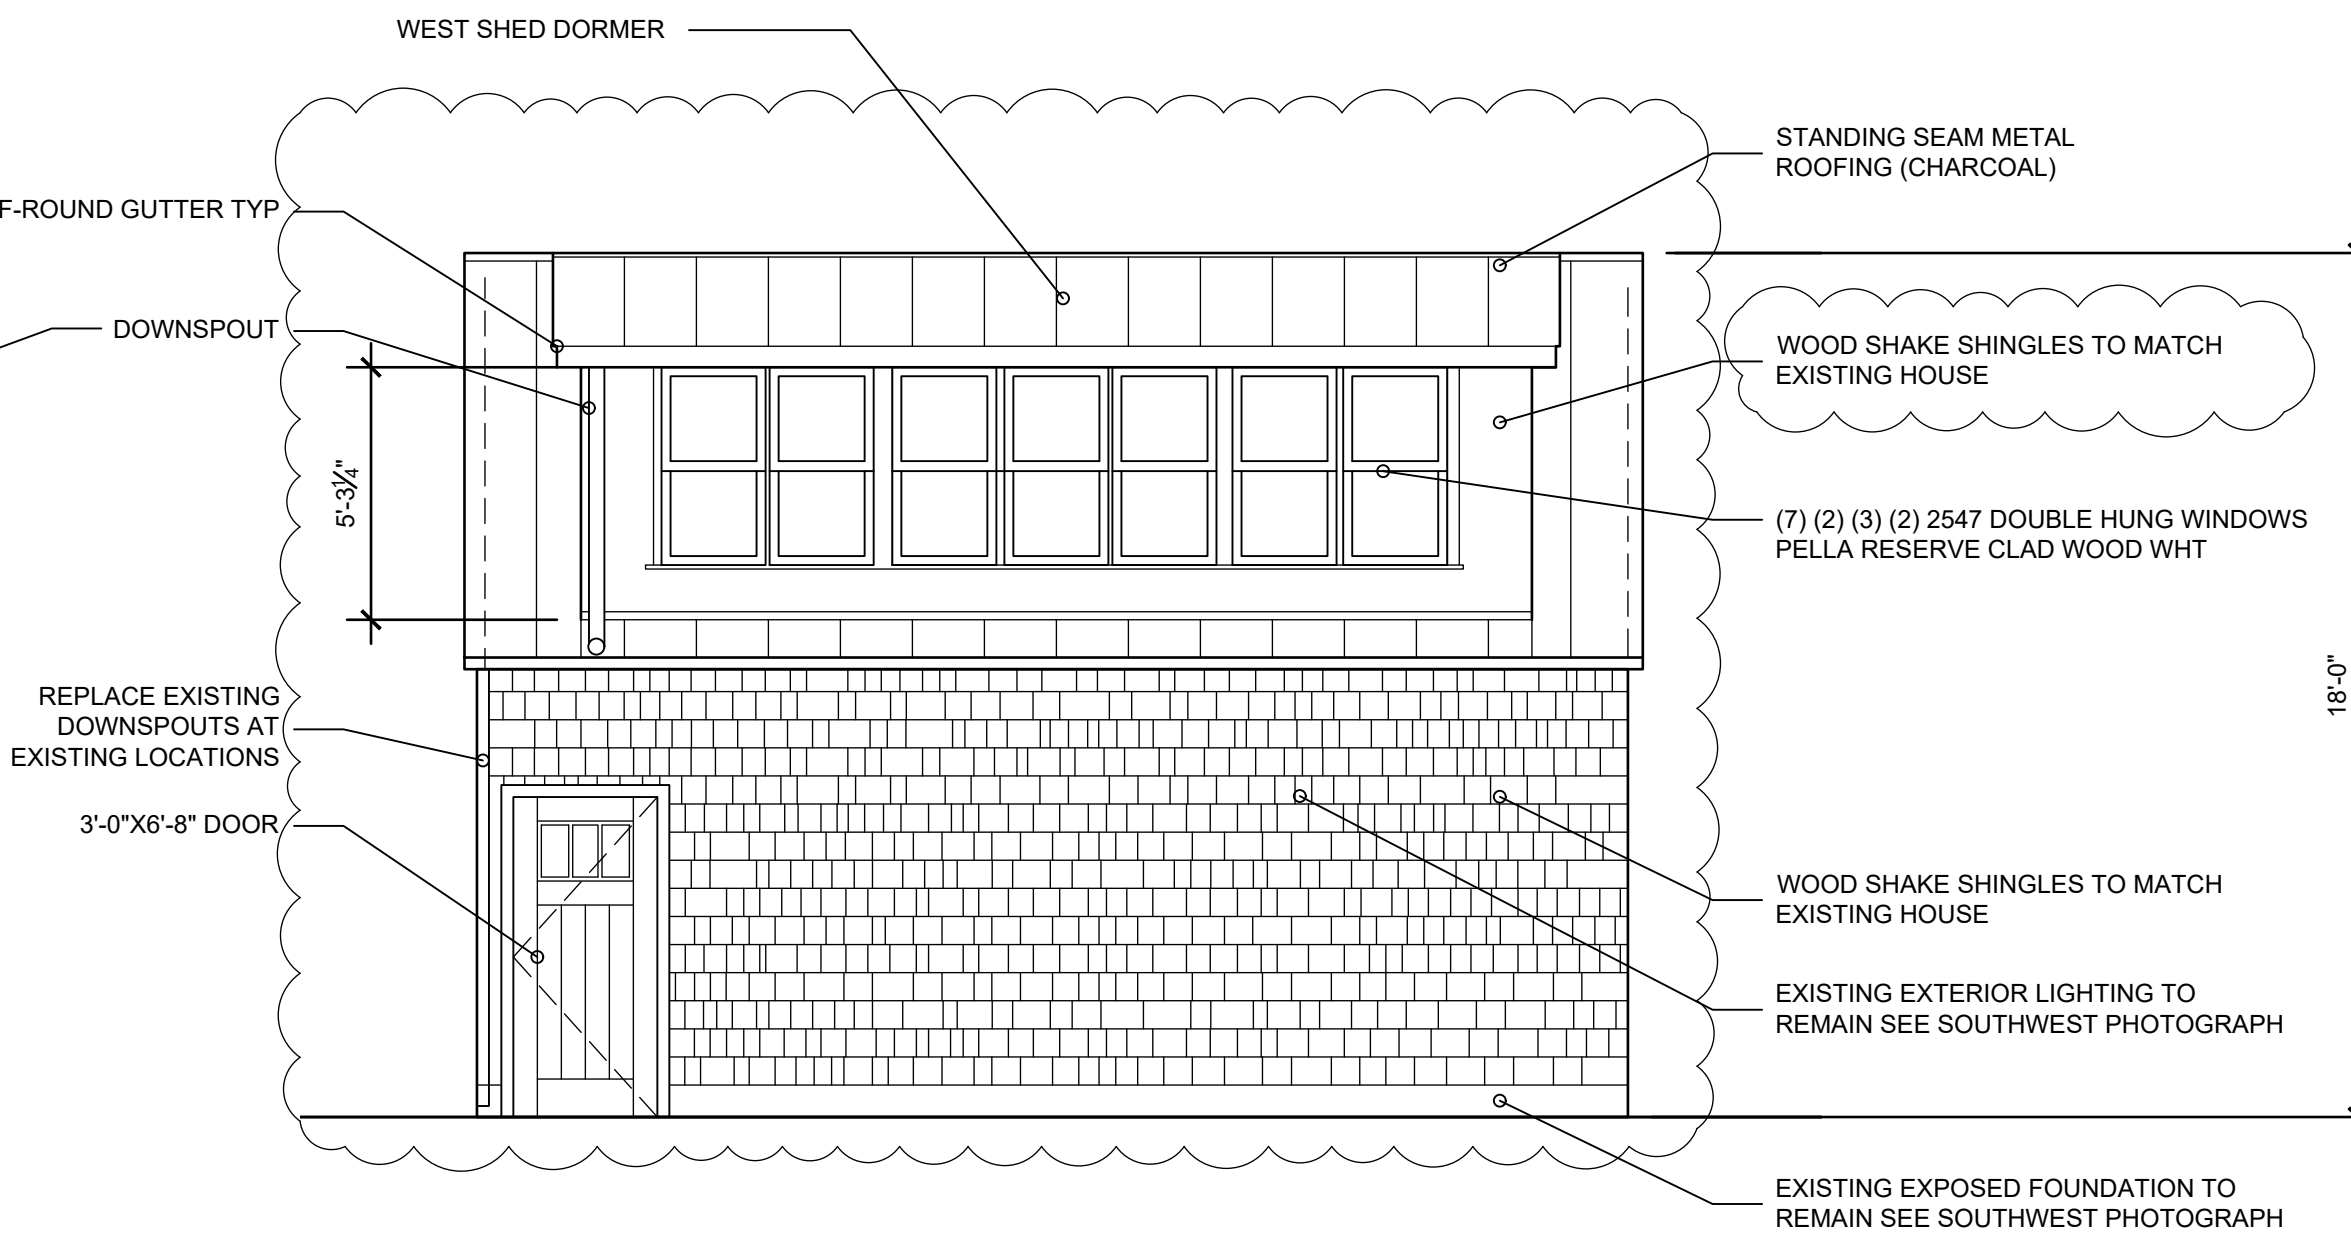 WEST SHED DORMER
STANDING SEAM METAL
ROOFING (CHARCOAL)
F-ROUND GUTTER TYP
DOWNSPOUT
WOOD SHAKE SHINGLES TO MATCH
EXISTING HOUSE
5'-3¼"
(7) (2) (3) (2) 2547 DOUBLE HUNG WINDOWS
PELLA RESERVE CLAD WOOD WHT
18'-0"
REPLACE EXISTING
DOWNSPOUTS AT
EXISTING LOCATIONS
3'-0"X6'-8" DOOR
WOOD SHAKE SHINGLES TO MATCH
EXISTING HOUSE
EXISTING EXTERIOR LIGHTING TO
REMAIN SEE SOUTHWEST PHOTOGRAPH
EXISTING EXPOSED FOUNDATION TO
REMAIN SEE SOUTHWEST PHOTOGRAPH